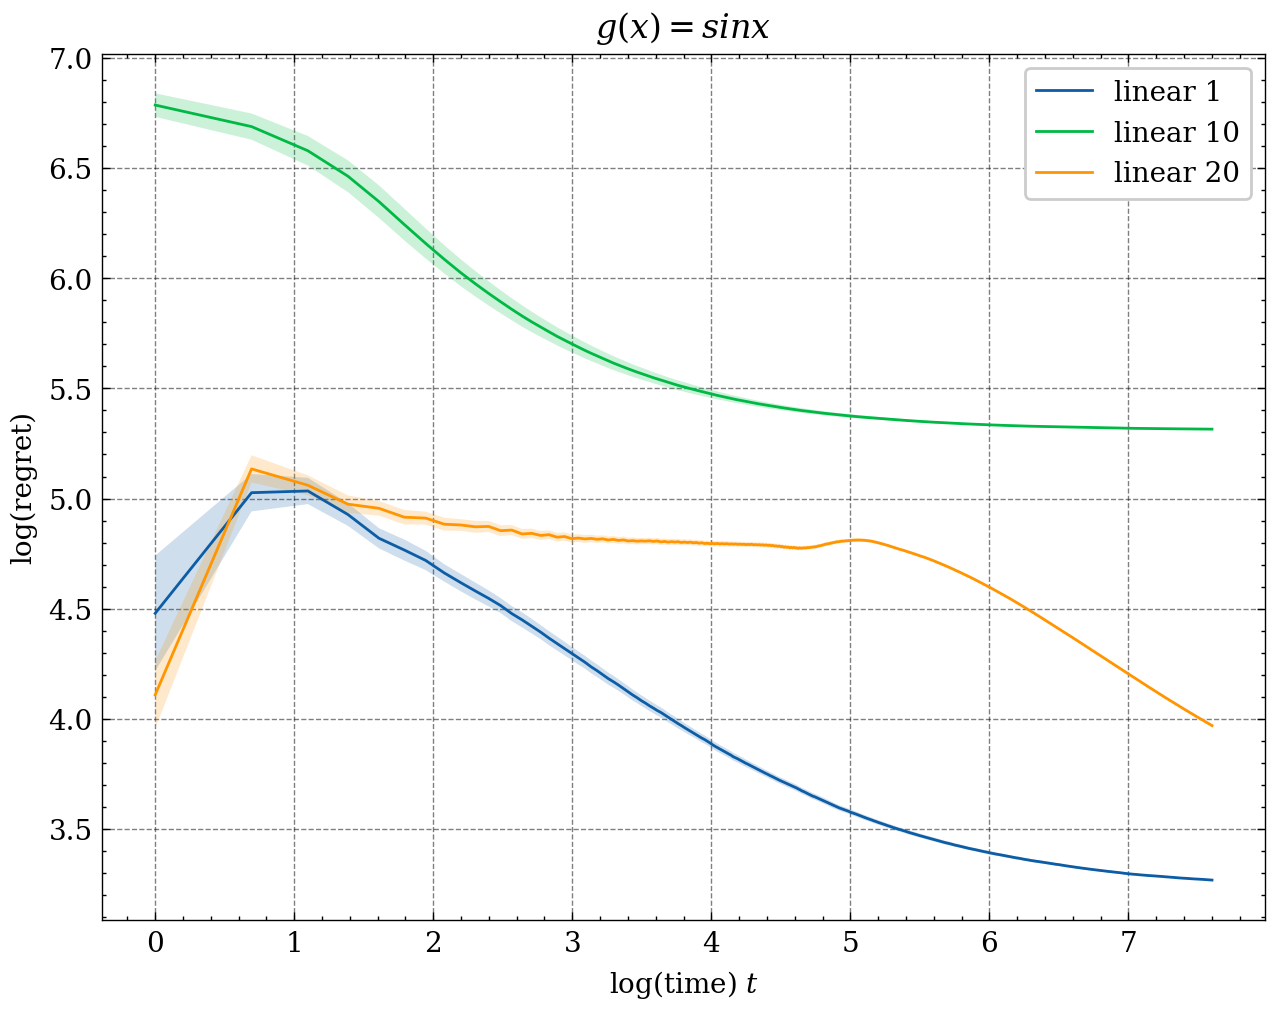 g(x) = sinx
linear 1
linear 10
linear 20
log(regret)
7.0
6.5
6.0
5.5
5.0
4.5
4.0
3.5
0 1 2 3 4 5 6 7
log(time) t